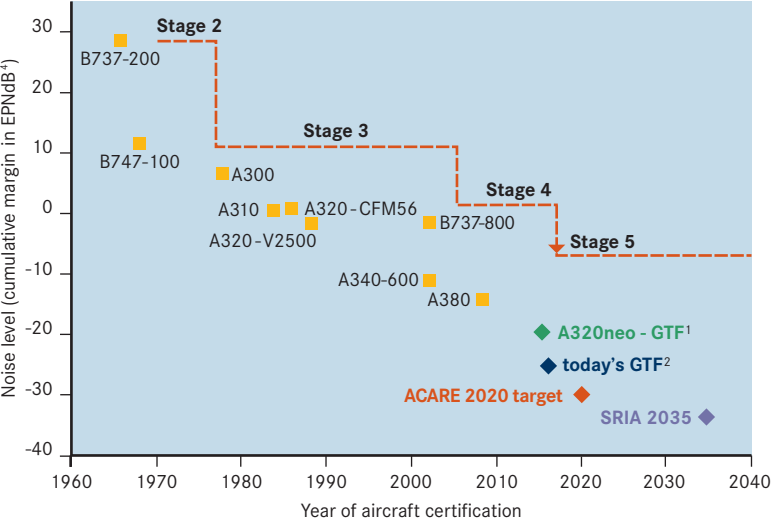 Noise level (cumulative margin in EPNdB⁴)
30
20
10
0
-10
-20
-30
-40
Stage 2
B737-200
B747-100
Stage 3
A300
A310
A320-CFM56
A320-V2500
Stage 4
B737-800
Stage 5
A340-600
A380
A320neo - GTF¹
today's GTF²
ACARE 2020 target
SRIA 2035
1960 1970 1980 1990 2000 2010 2020 2030 2040
Year of aircraft certification